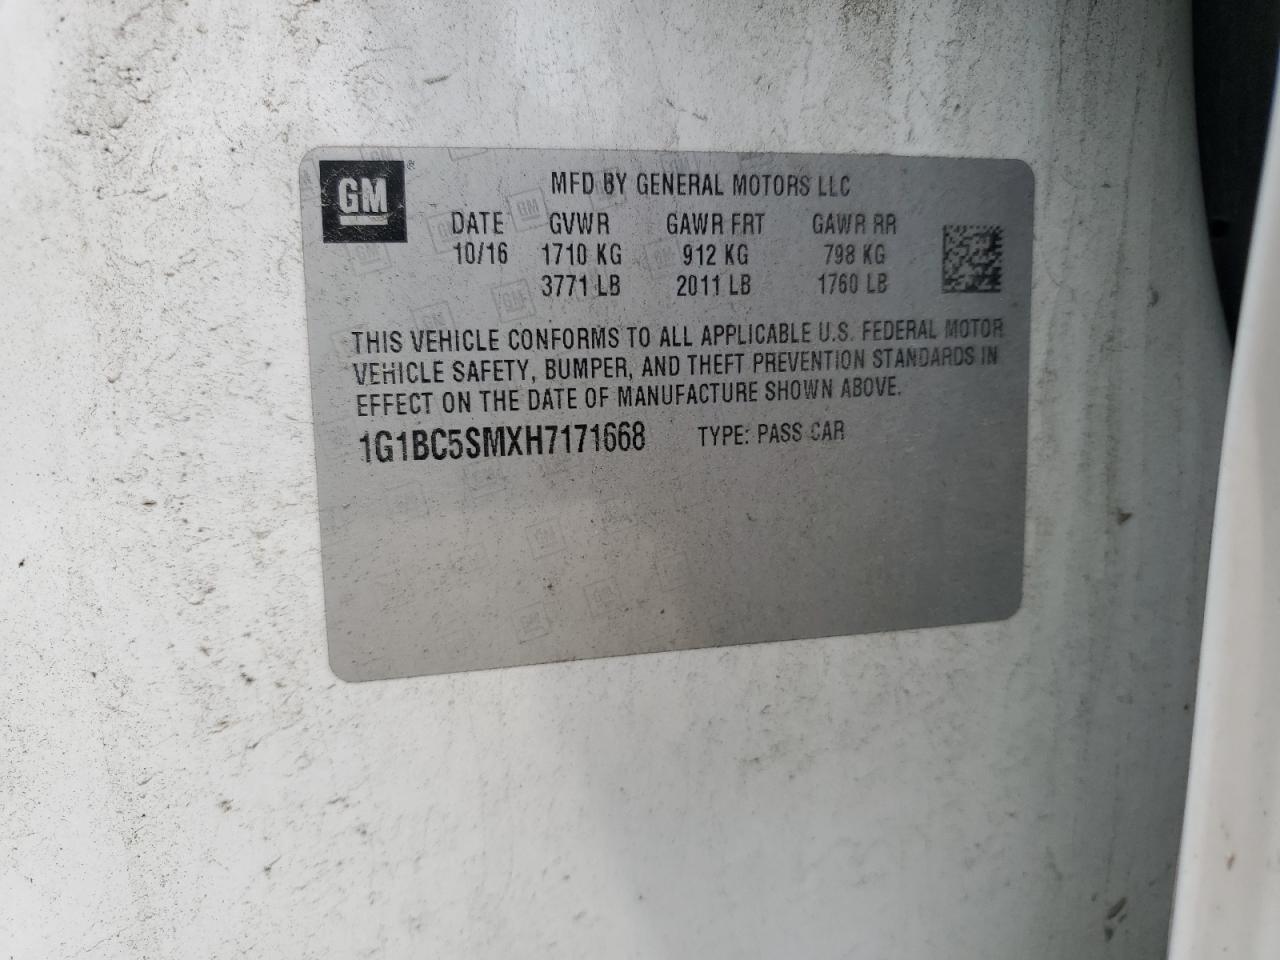 GM
MFD BY GENERAL MOTORS LLC
DATE GVWR GAWR FRT GAWR RR
10/16 1710 KG 912 KG 798 KG
3771 LB 2011 LB 1760 LB
THIS VEHICLE CONFORMS TO ALL APPLICABLE U.S. FEDERAL MOTOR
VEHICLE SAFETY, BUMPER, AND THEFT PREVENTION STANDARDS IN
EFFECT ON THE DATE OF MANUFACTURE SHOWN ABOVE.
1G1BC5SMXH7171668 TYPE: PASS CAR